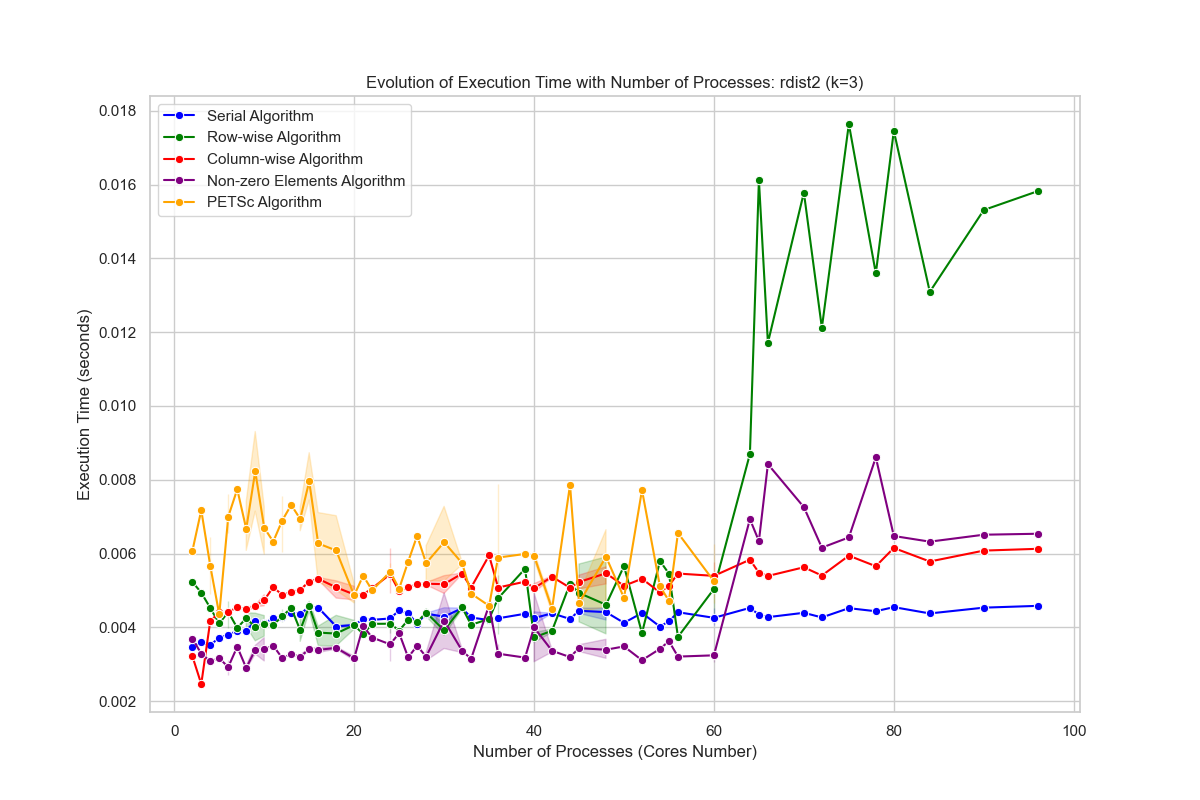 Evolution of Execution Time with Number of Processes: rdist2 (k=3)
Serial Algorithm
Row-wise Algorithm
Column-wise Algorithm
Non-zero Elements Algorithm
PETSc Algorithm
Execution Time (seconds)
0.018
0.016
0.014
0.012
0.010
0.008
0.006
0.004
0.002
0 20 40 60 80 100
Number of Processes (Cores Number)